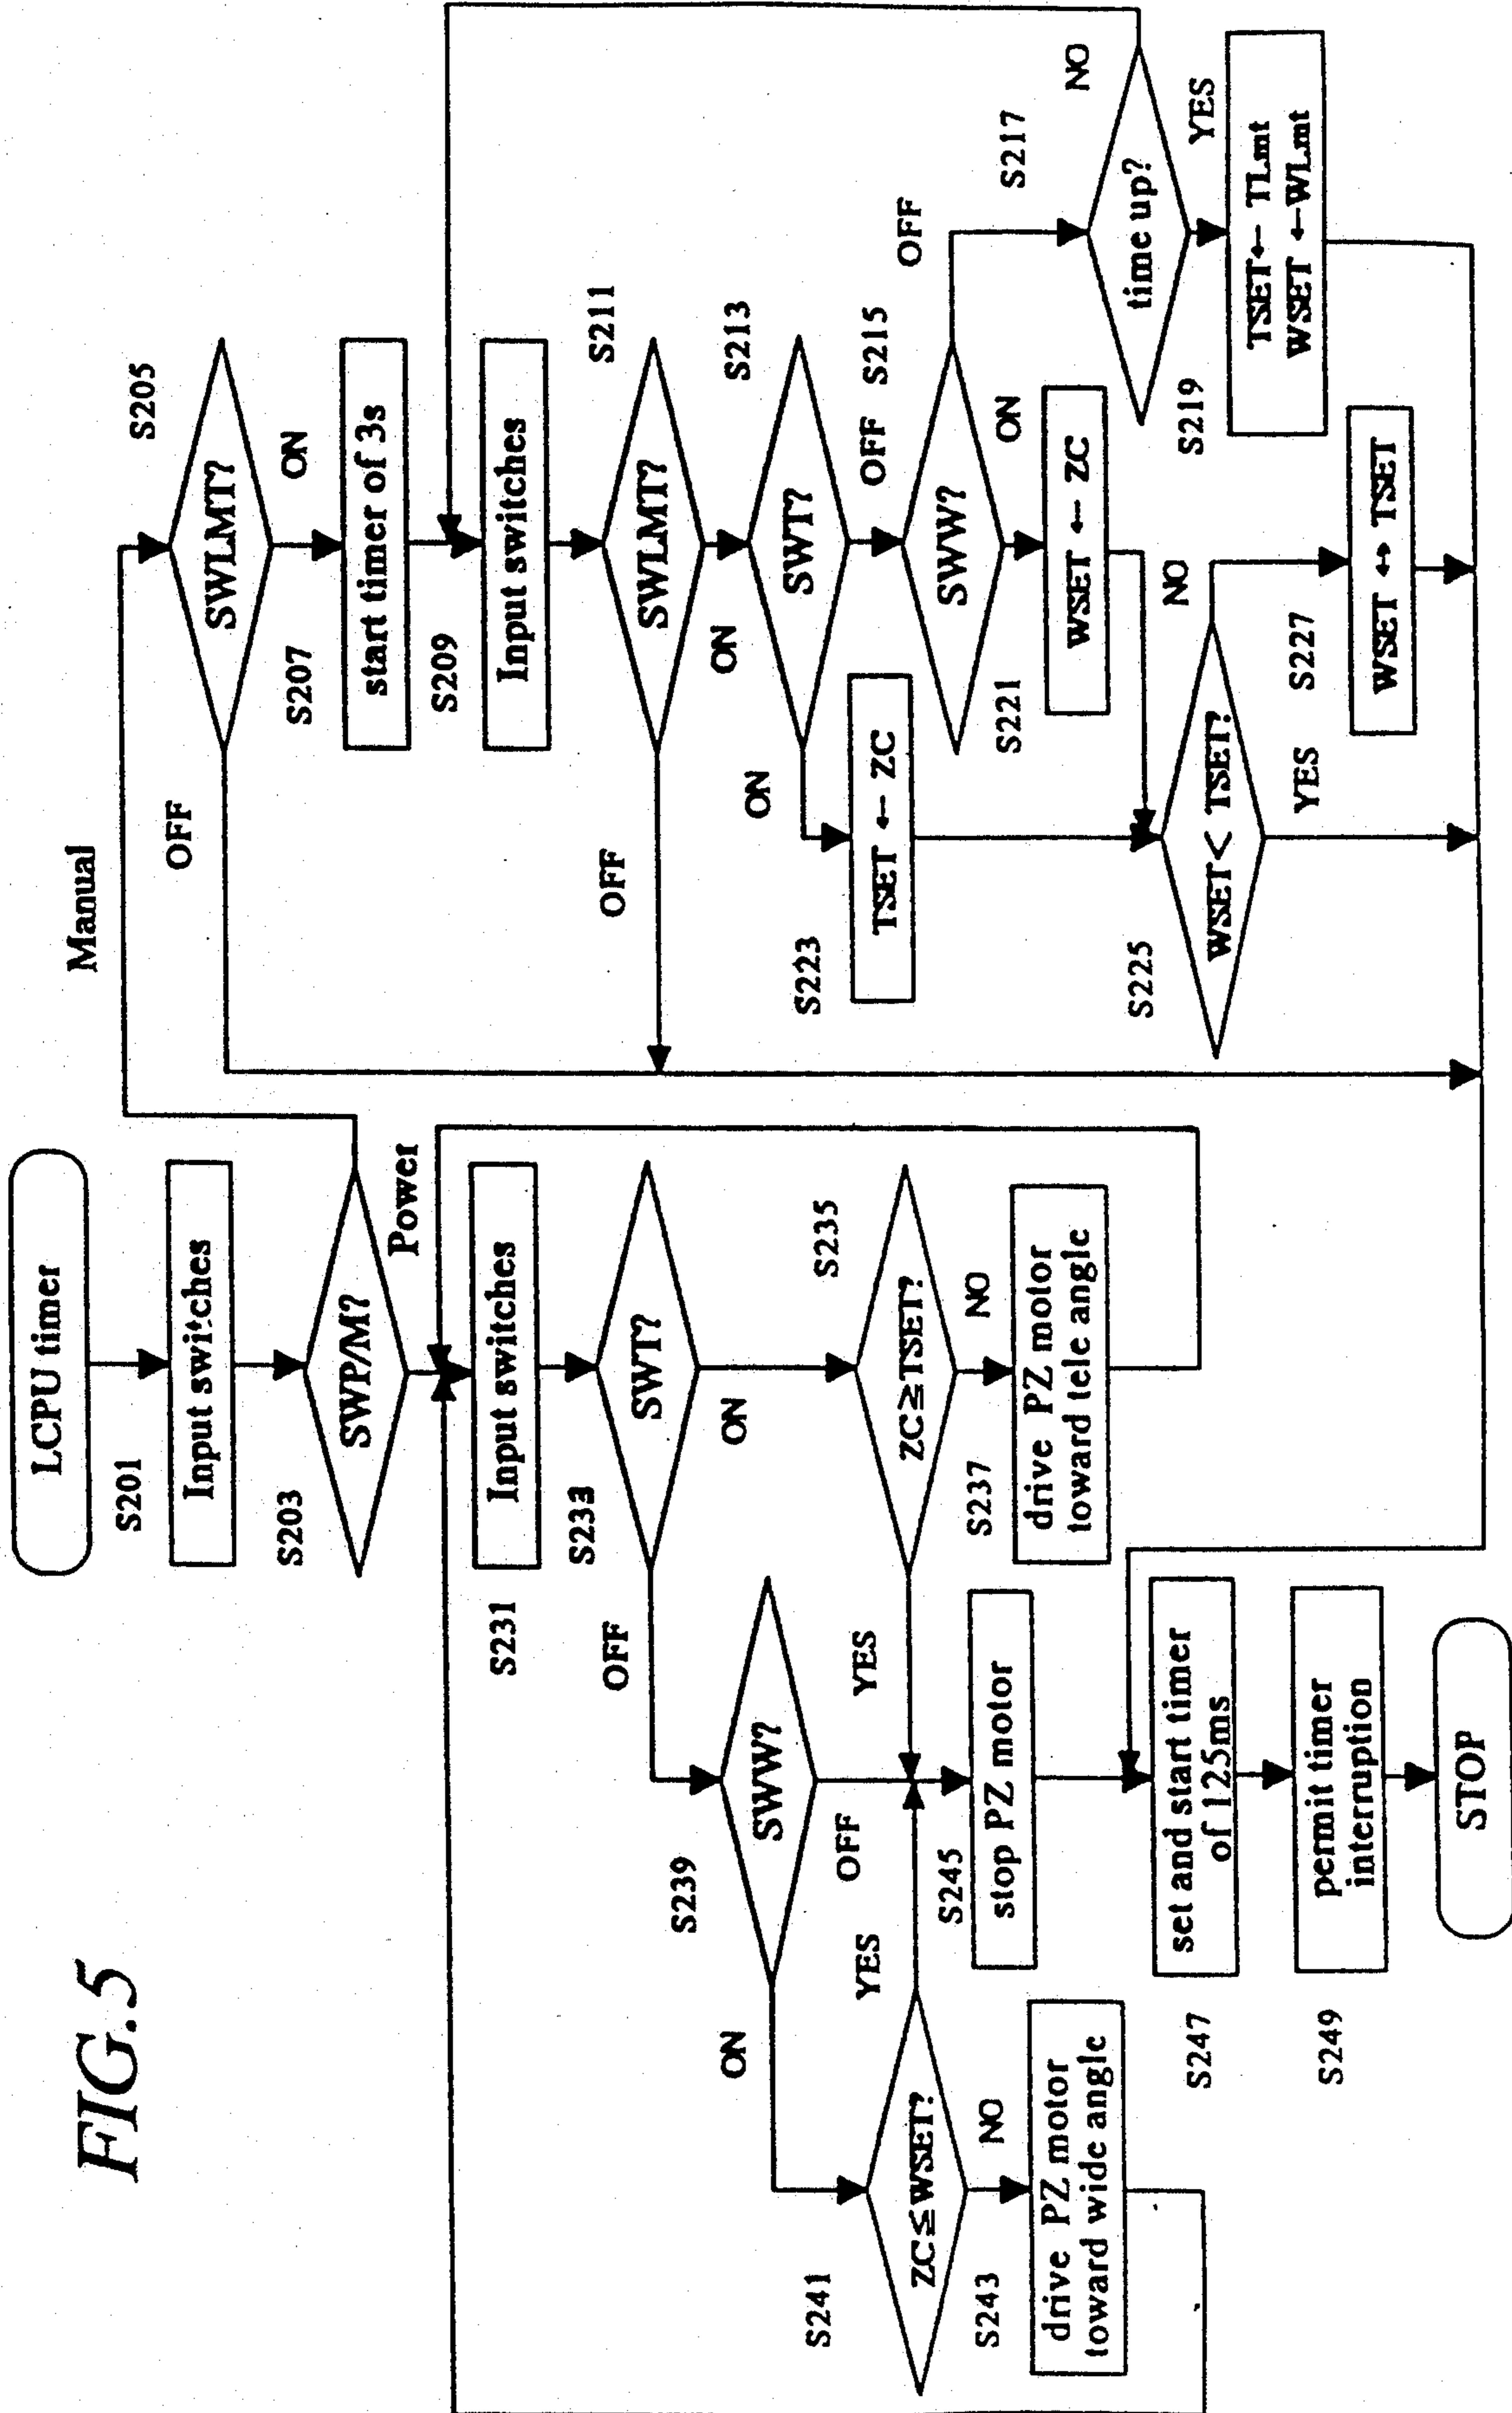 FIG.5
LCPU timer
S201
Input switches
S203
SWP/M?
Manual
Power
S205
SWLMT?
OFF
ON
S207
start timer of 3s
S209
Input switches
S211
SWLMT?
OFF
ON
S213
SWT?
ON
OFF
S215
SWW?
OFF
ON
S217
time up?
NO
YES
S219
TSET← TLmt
WSET ←WLmt
S221
WSET ← ZC
S223
TSET ← ZC
S225
WSET< TSET?
NO
YES
S227
WSET ↔ TSET
S231
Input switches
SWT?
OFF
ON
S235
ZC≧TSET?
YES
NO
S237
drive PZ motor
toward tele angle
S239
SWW?
ON
OFF
S241
ZC≦WSET?
YES
NO
S243
drive PZ motor
toward wide angle
S245
stop PZ motor
S247
set and start timer
of 125ms
S249
permit timer
interruption
STOP